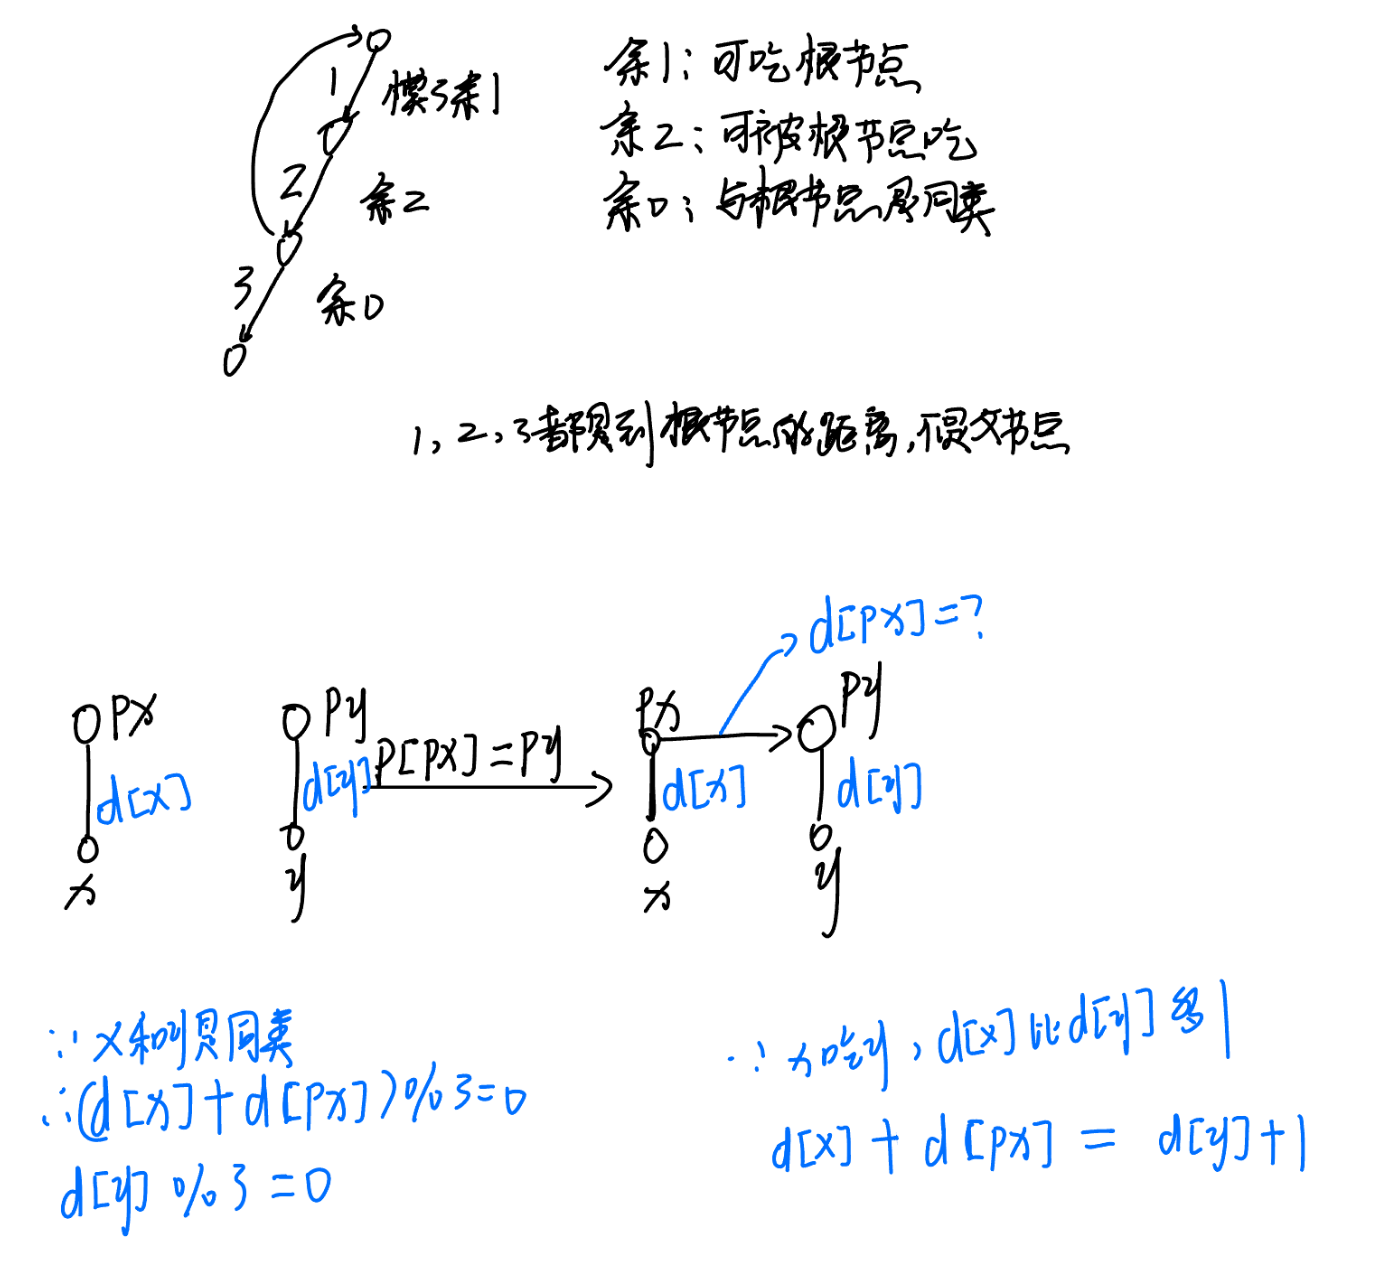 1
模3余1
2
余2
3
余0
余1：可吃根节点
余2：可被根节点吃
余0：与根节点是同类
1，2，3都是到根节点的距离，不是父节点
d[px]=?
px
py
px
py
d[x]
d[y]
p[px]=py
d[x]
d[y]
x
y
x
y
∵x和y是同类
∴(d[x]+d[px])%3=0
d[y]%3=0
∵x吃y，d[x]比d[y]多1
d[x]+d[px]=d[y]+1